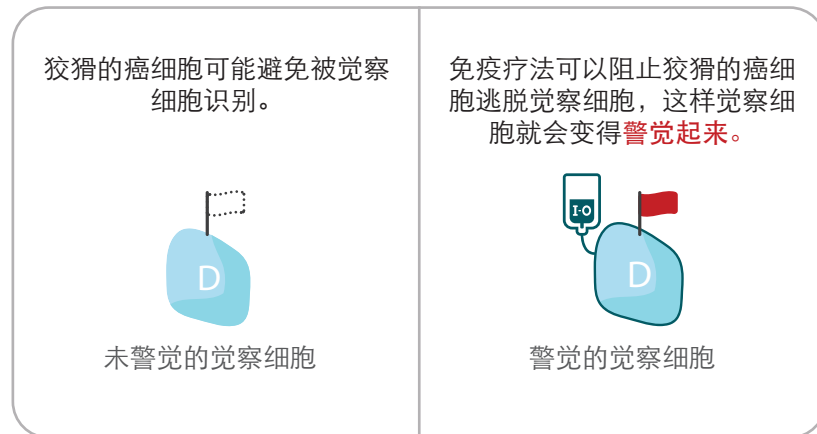 狡猾的癌细胞可能避免被觉察
细胞识别。
D
未警觉的觉察细胞
免疫疗法可以阻止狡猾的癌细
胞逃脱觉察细胞，这样觉察细
胞就会变得警觉起来。
I-O
D
警觉的觉察细胞